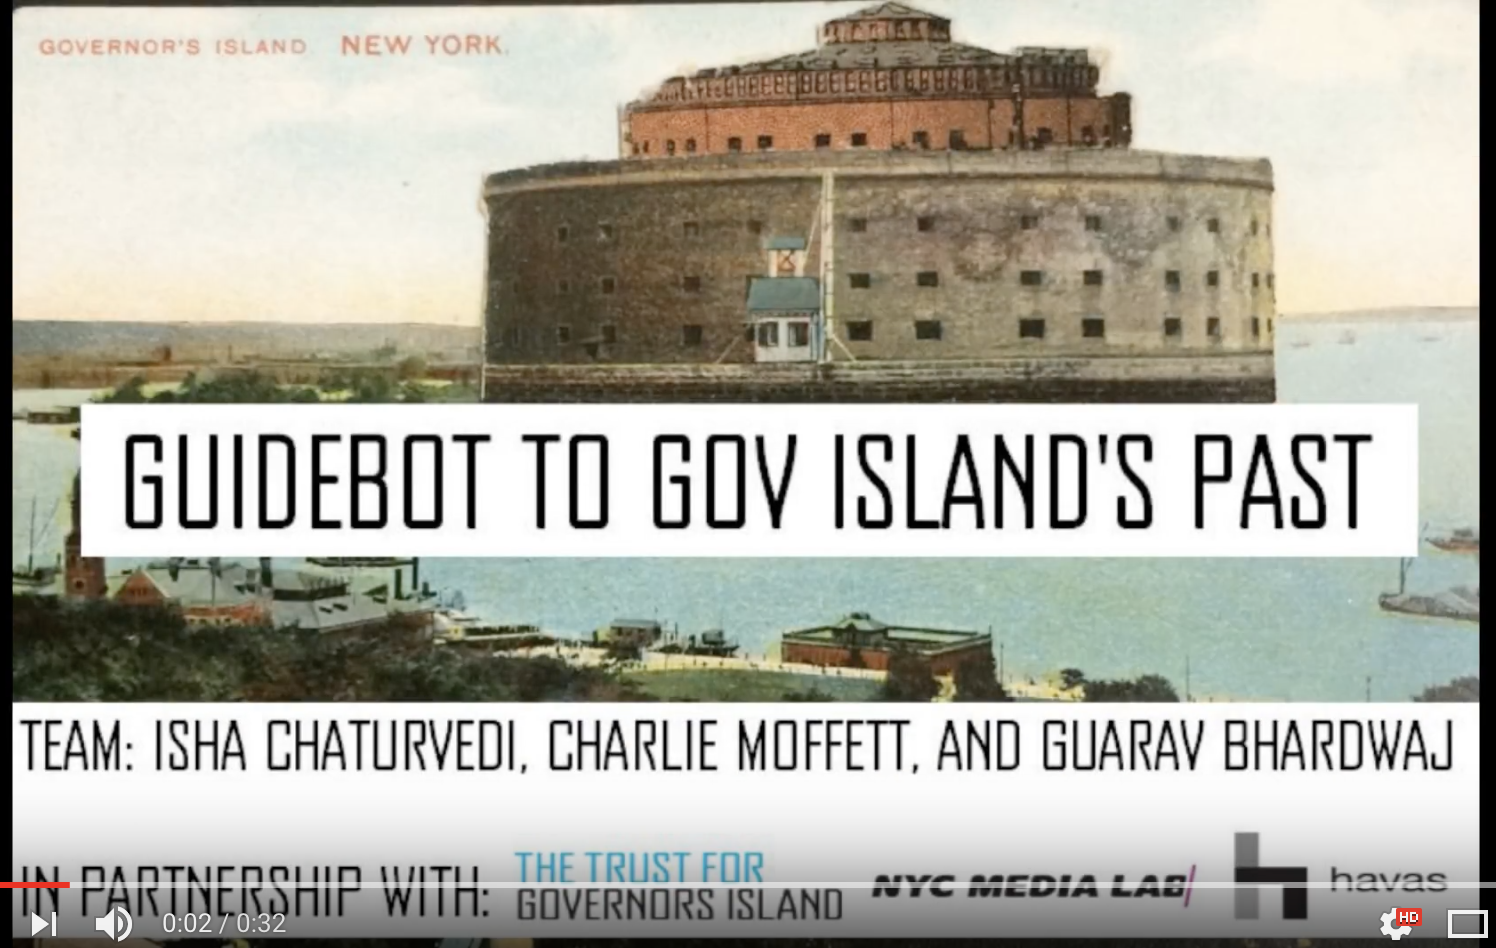 GOVERNOR'S ISLAND NEW YORK.
GUIDEBOT TO GOV ISLAND'S PAST
TEAM: ISHA CHATURVEDI, CHARLIE MOFFETT, AND GUARAV BHARDWAJ
IN PARTNERSHIP WITH: THE TRUST FOR
GOVERNORS ISLAND
NYC MEDIA LAB/
havas
0:02 / 0:32
HD